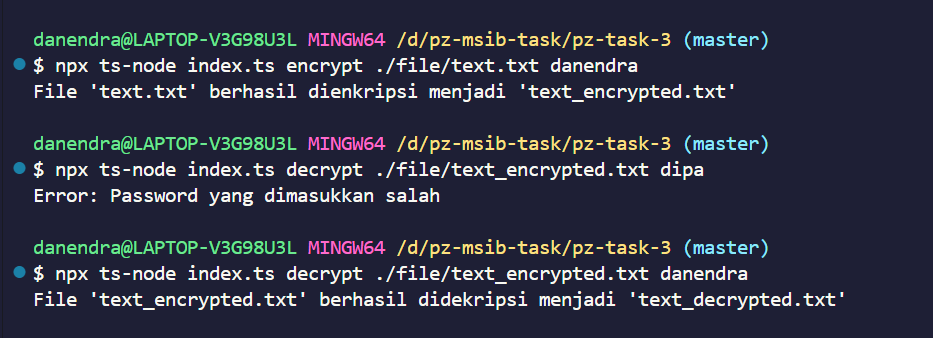 danendra@LAPTOP-V3G98U3L MINGW64 /d/pz-msib-task/pz-task-3 (master)
$ npx ts-node index.ts encrypt ./file/text.txt danendra
File 'text.txt' berhasil dienkripsi menjadi 'text_encrypted.txt'
danendra@LAPTOP-V3G98U3L MINGW64 /d/pz-msib-task/pz-task-3 (master)
$ npx ts-node index.ts decrypt ./file/text_encrypted.txt dipa
Error: Password yang dimasukkan salah
danendra@LAPTOP-V3G98U3L MINGW64 /d/pz-msib-task/pz-task-3 (master)
$ npx ts-node index.ts decrypt ./file/text_encrypted.txt danendra
File 'text_encrypted.txt' berhasil didekripsi menjadi 'text_decrypted.txt'